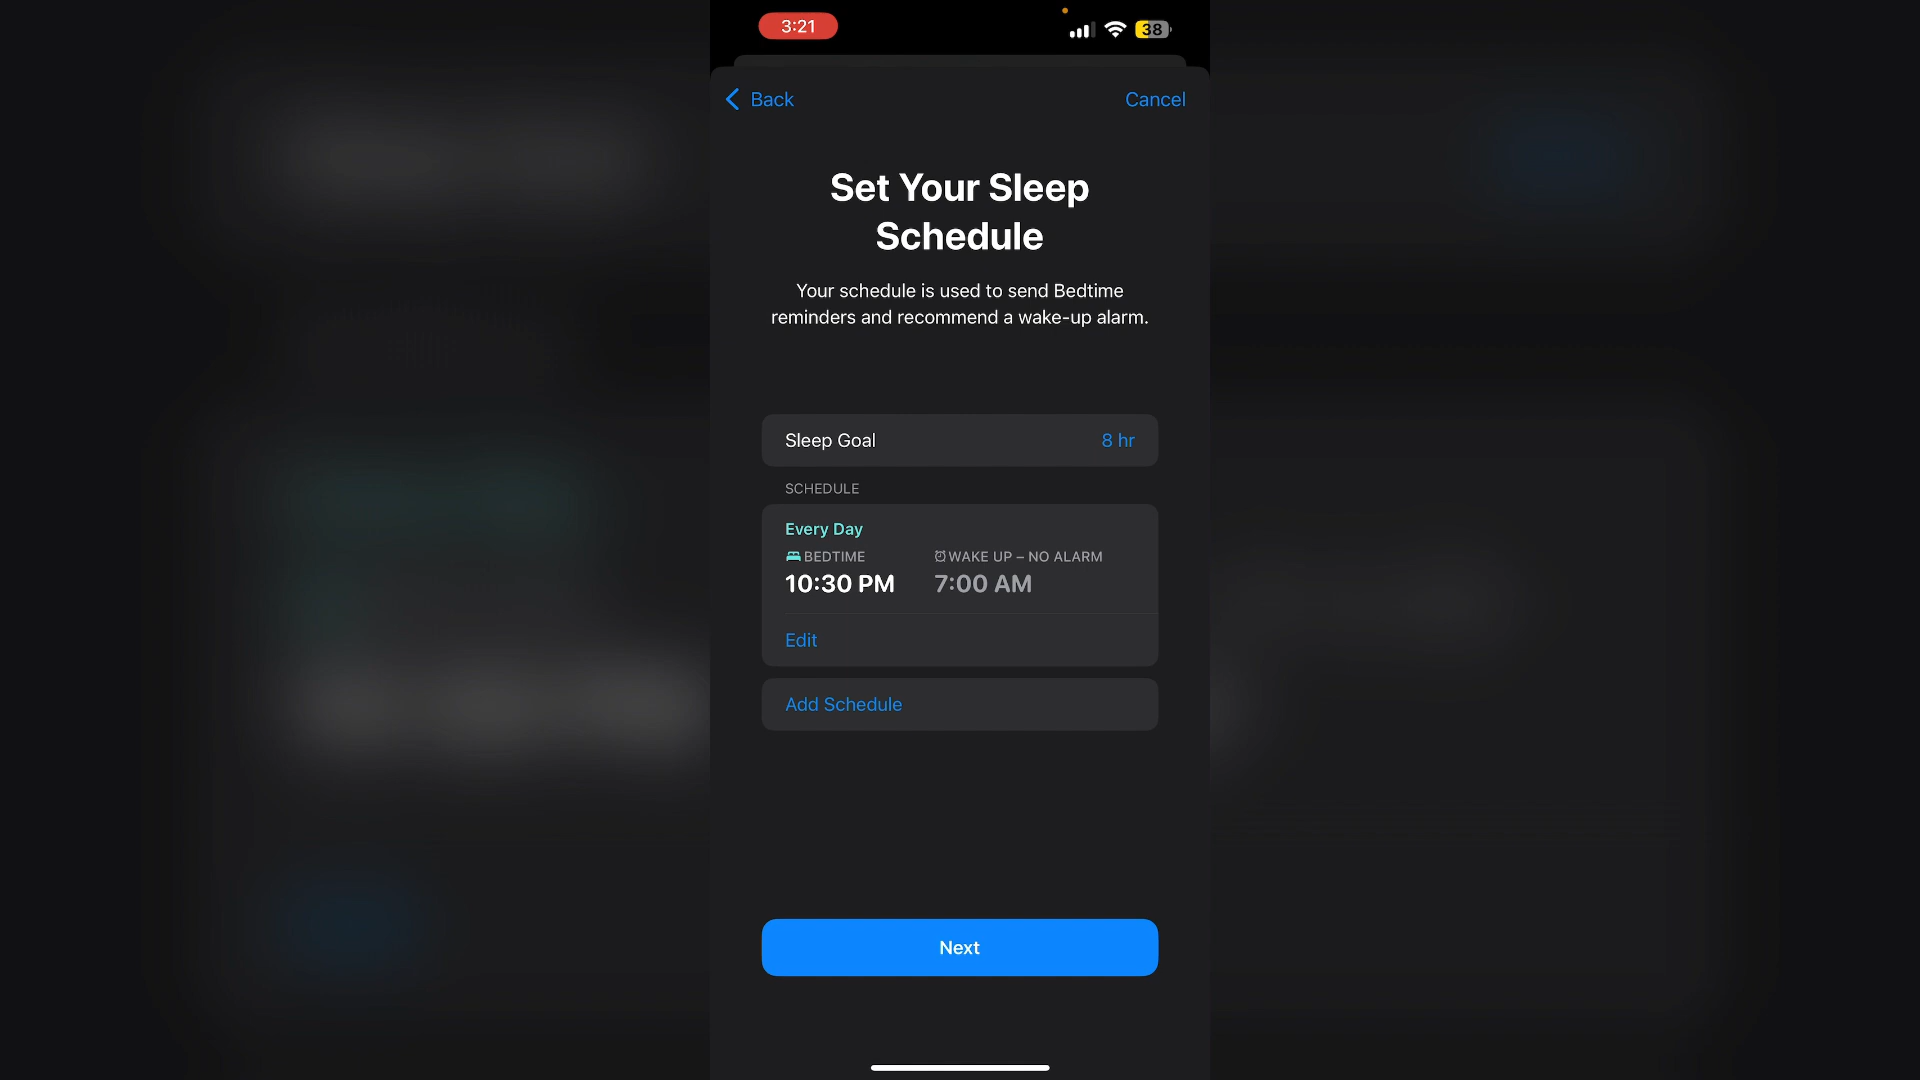 3:21
38
Back
Cancel
Set Your Sleep
Schedule
Your schedule is used to send Bedtime
reminders and recommend a wake-up alarm.
Sleep Goal
8 hr
SCHEDULE
Every Day
BEDTIME
WAKE UP – NO ALARM
10:30 PM
7:00 AM
Edit
Add Schedule
Next